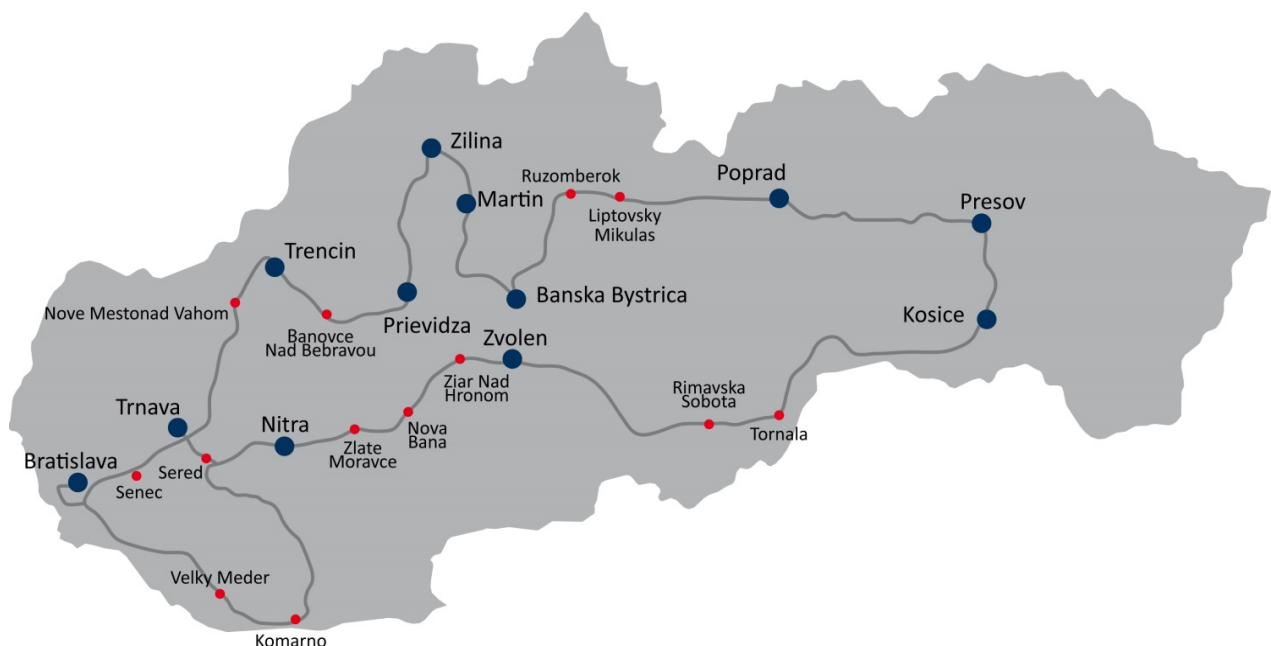 Zilina
Ruzomberok
Poprad
Martin
Presov
Liptovsky
Mikulas
Trencin
Banska Bystrica
Nove Mestonad Vahom
Kosice
Prievidza
Banovce
Nad Bebravou
Zvolen
Ziar Nad
Hronom
Rimavska
Sobota
Trnava
Nitra
Nova
Bana
Tornala
Zlate
Moravce
Bratislava
Sered
Senec
Velky Meder
Komarno